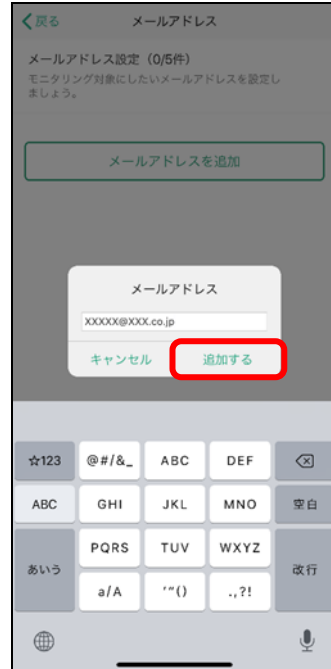 戻る
メールアドレス
メールアドレス設定（0/5件）
モニタリング対象にしたいメールアドレスを設定し
ましょう。
メールアドレスを追加
メールアドレス
XXXXX@XXX.co.jp
キャンセル
追加する
☆123
@#/&_
ABC
DEF
ABC
GHI
JKL
MNO
空白
あいう
PQRS
TUV
WXYZ
改行
a/A
'"()
.,?!